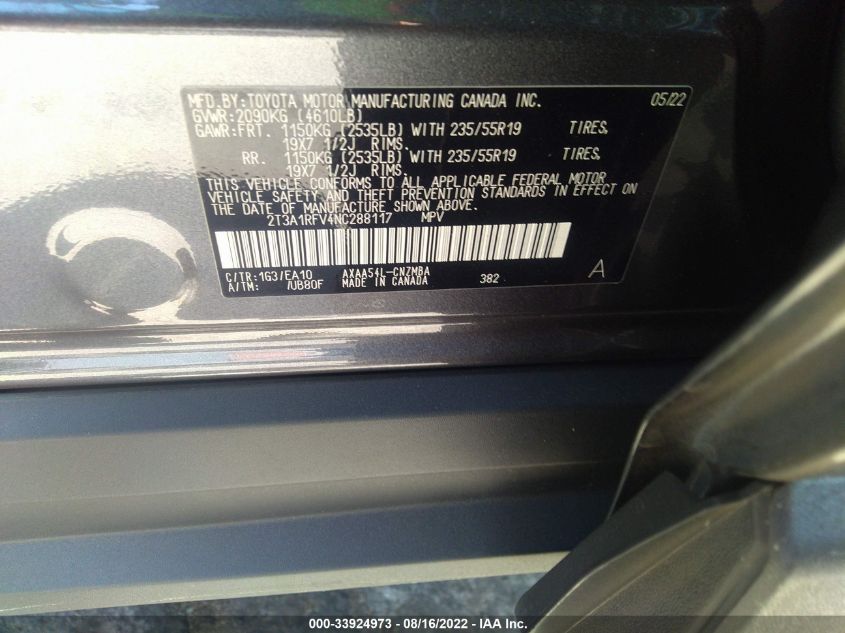 MFD.BY:TOYOTA MOTOR MANUFACTURING CANADA INC. 05/22
GVWR:2090KG (4610LB)
GAWR:FRT. 1150KG (2535LB) WITH 235/55R19 TIRES,
19X7 1/2J RIMS.
RR. 1150KG (2535LB) WITH 235/55R19 TIRES,
19X7 1/2J RIMS.
THIS VEHICLE CONFORMS TO ALL APPLICABLE FEDERAL MOTOR
VEHICLE SAFETY AND THEFT PREVENTION STANDARDS IN EFFECT ON
THE DATE OF MANUFACTURE SHOWN ABOVE.
2T3A1RFV4NC288117 MPV
C/TR:1G3/EA10 AXAA54L-CNZMBA
A/TM: /UB80F MADE IN CANADA 382 A
000-33924973 - 08/16/2022 - IAA Inc.